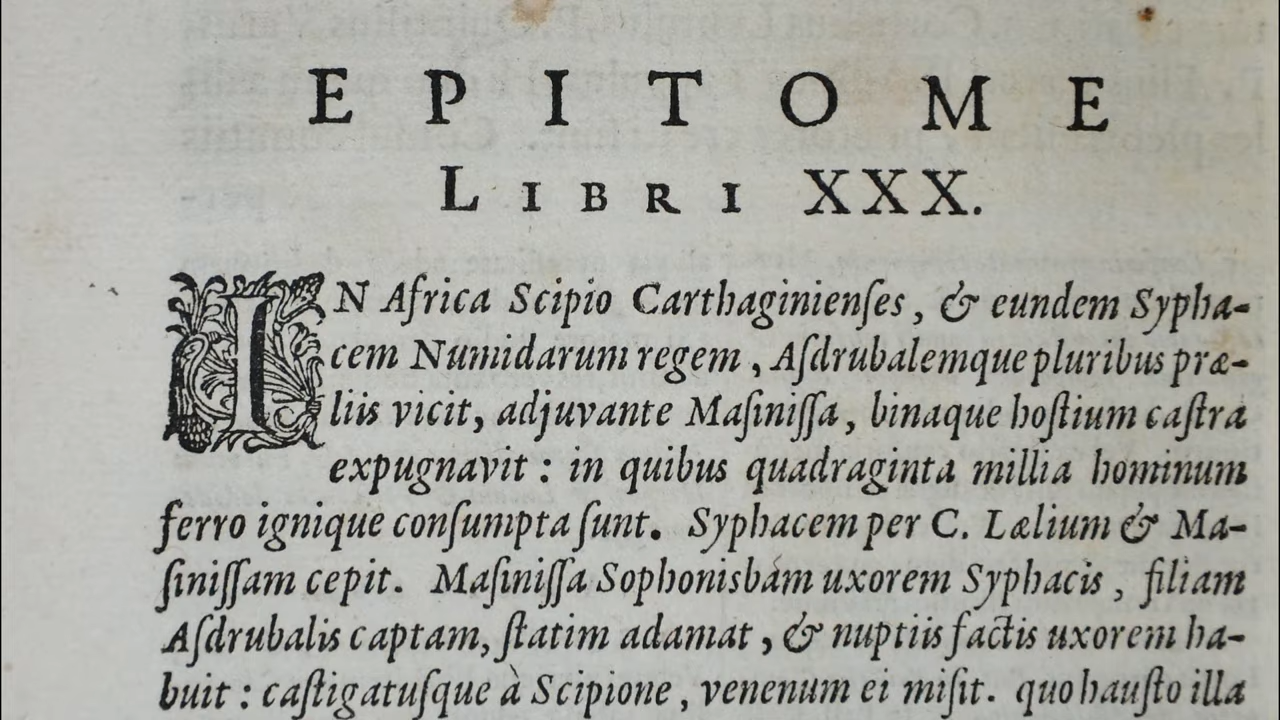 EPITOME
LIBRI XXX.
IN Africa Scipio Carthaginienſes, & eundem Sypha-
cem Numidarum regem, Aſdrubalemque pluribus præ-
liis vicit, adjuvante Maſiniſſa, binaque hoſtium caſtra
expugnavit: in quibus quadraginta millia hominum
ferro ignique conſumpta ſunt. Syphacem per C. Lælium & Ma-
ſiniſſam cepit. Maſiniſſa Sophonisbám uxorem Syphacis, filiam
Aſdrubalis captam, ſtatim adamat, & nuptiis factis uxorem ha-
buit: caſtigatuſque à Scipione, venenum ei miſit. quo hauſto illa